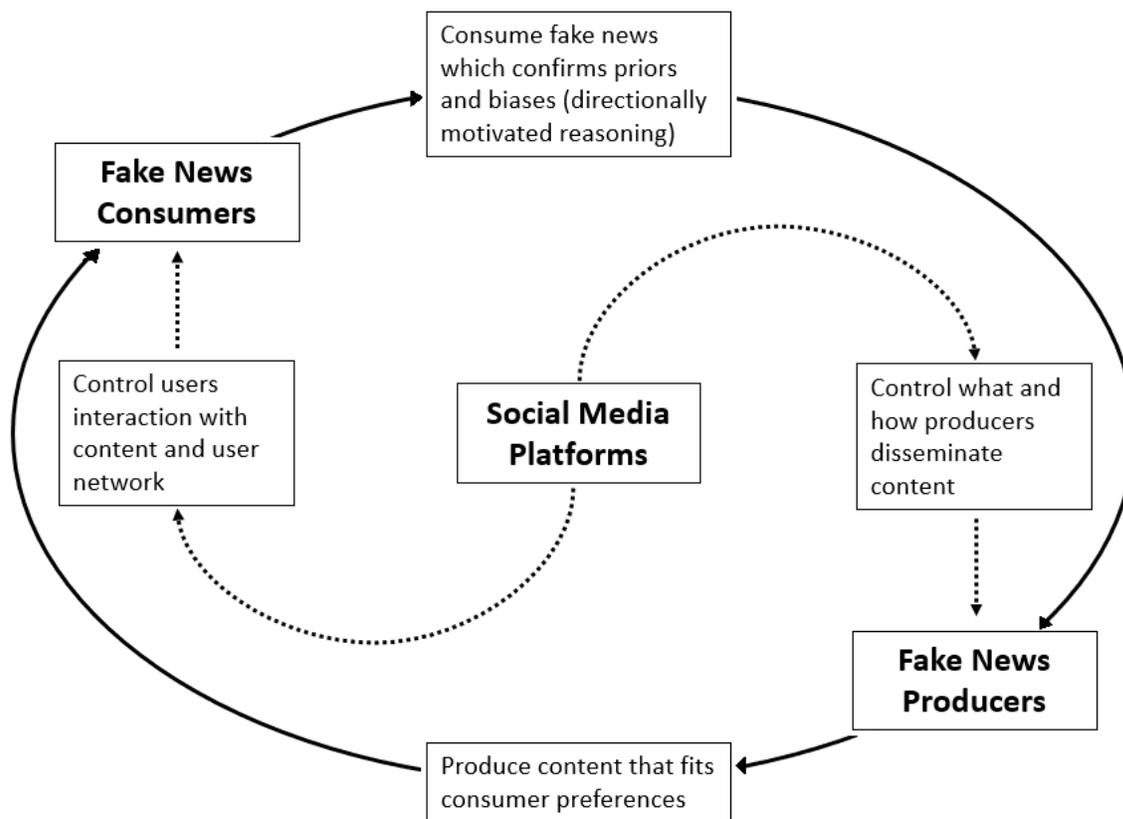 Consume fake news
which confirms priors
and biases (directionally
motivated reasoning)
Fake News
Consumers
Control users
interaction with
content and user
network
Social Media
Platforms
Control what and
how producers
disseminate
content
Fake News
Producers
Produce content that fits
consumer preferences